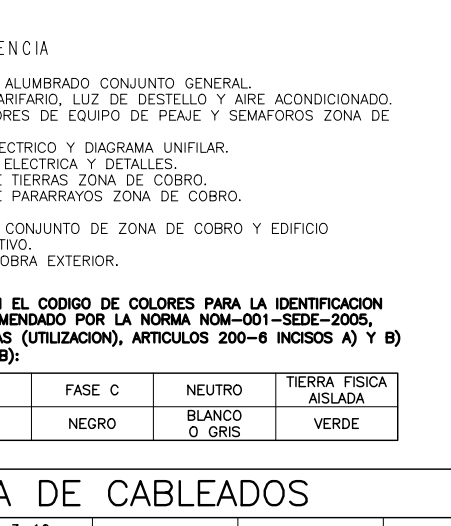 ENCIA
ALUMBRADO CONJUNTO GENERAL.
ARIFARIO, LUZ DE DESTELLO Y AIRE ACONDICIONADO.
ORES DE EQUIPO DE PEAJE Y SEMAFOROS ZONA DE
ECTRICO Y DIAGRAMA UNIFILAR.
ELECTRICA Y DETALLES.
E TIERRAS ZONA DE COBRO.
E PARARRAYOS ZONA DE COBRO.
CONJUNTO DE ZONA DE COBRO Y EDIFICIO
TIVO.
OBRA EXTERIOR.
EL CODIGO DE COLORES PARA LA IDENTIFICACION
MENDADO POR LA NORMA NOM-001-SEDE-2005,
AS (UTILIZACION), ARTICULOS 200-6 INCISOS A) Y B)
B):
FASE C NEUTRO TIERRA FISICA AISLADA
NEGRO BLANCO O GRIS VERDE
A DE CABLEADOS